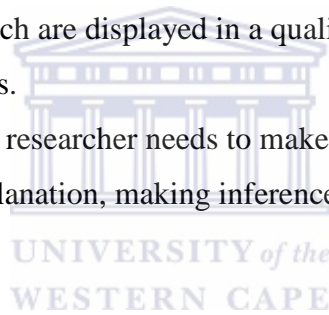 ch are displayed in a quali
s.
researcher needs to make
lanation, making inference
UNIVERSITY of the
WESTERN CAPE